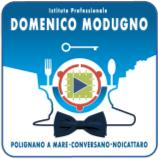 Istituto Professionale
DOMENICO MODUGNO
POLIGNANO A MARE-CONVERSANO-NOICATTARO